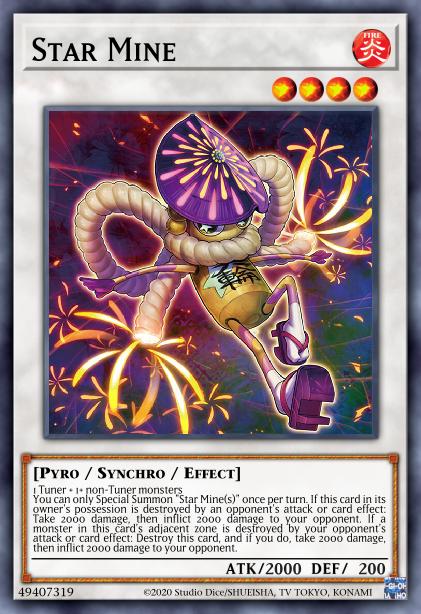 STAR MINE
FIRE
炎
[PYRO / SYNCHRO / EFFECT]
1 Tuner + 1+ non-Tuner monsters
You can only Special Summon "Star Mine(s)" once per turn. If this card in its
owner's possession is destroyed by an opponent's attack or card effect:
Take 2000 damage, then inflict 2000 damage to your opponent. If a
monster in this card's adjacent zone is destroyed by your opponent's
attack or card effect: Destroy this card, and if you do, take 2000 damage,
then inflict 2000 damage to your opponent.
ATK/2000 DEF/ 200
49407319
©2020 Studio Dice/SHUEISHA, TV TOKYO, KONAMI